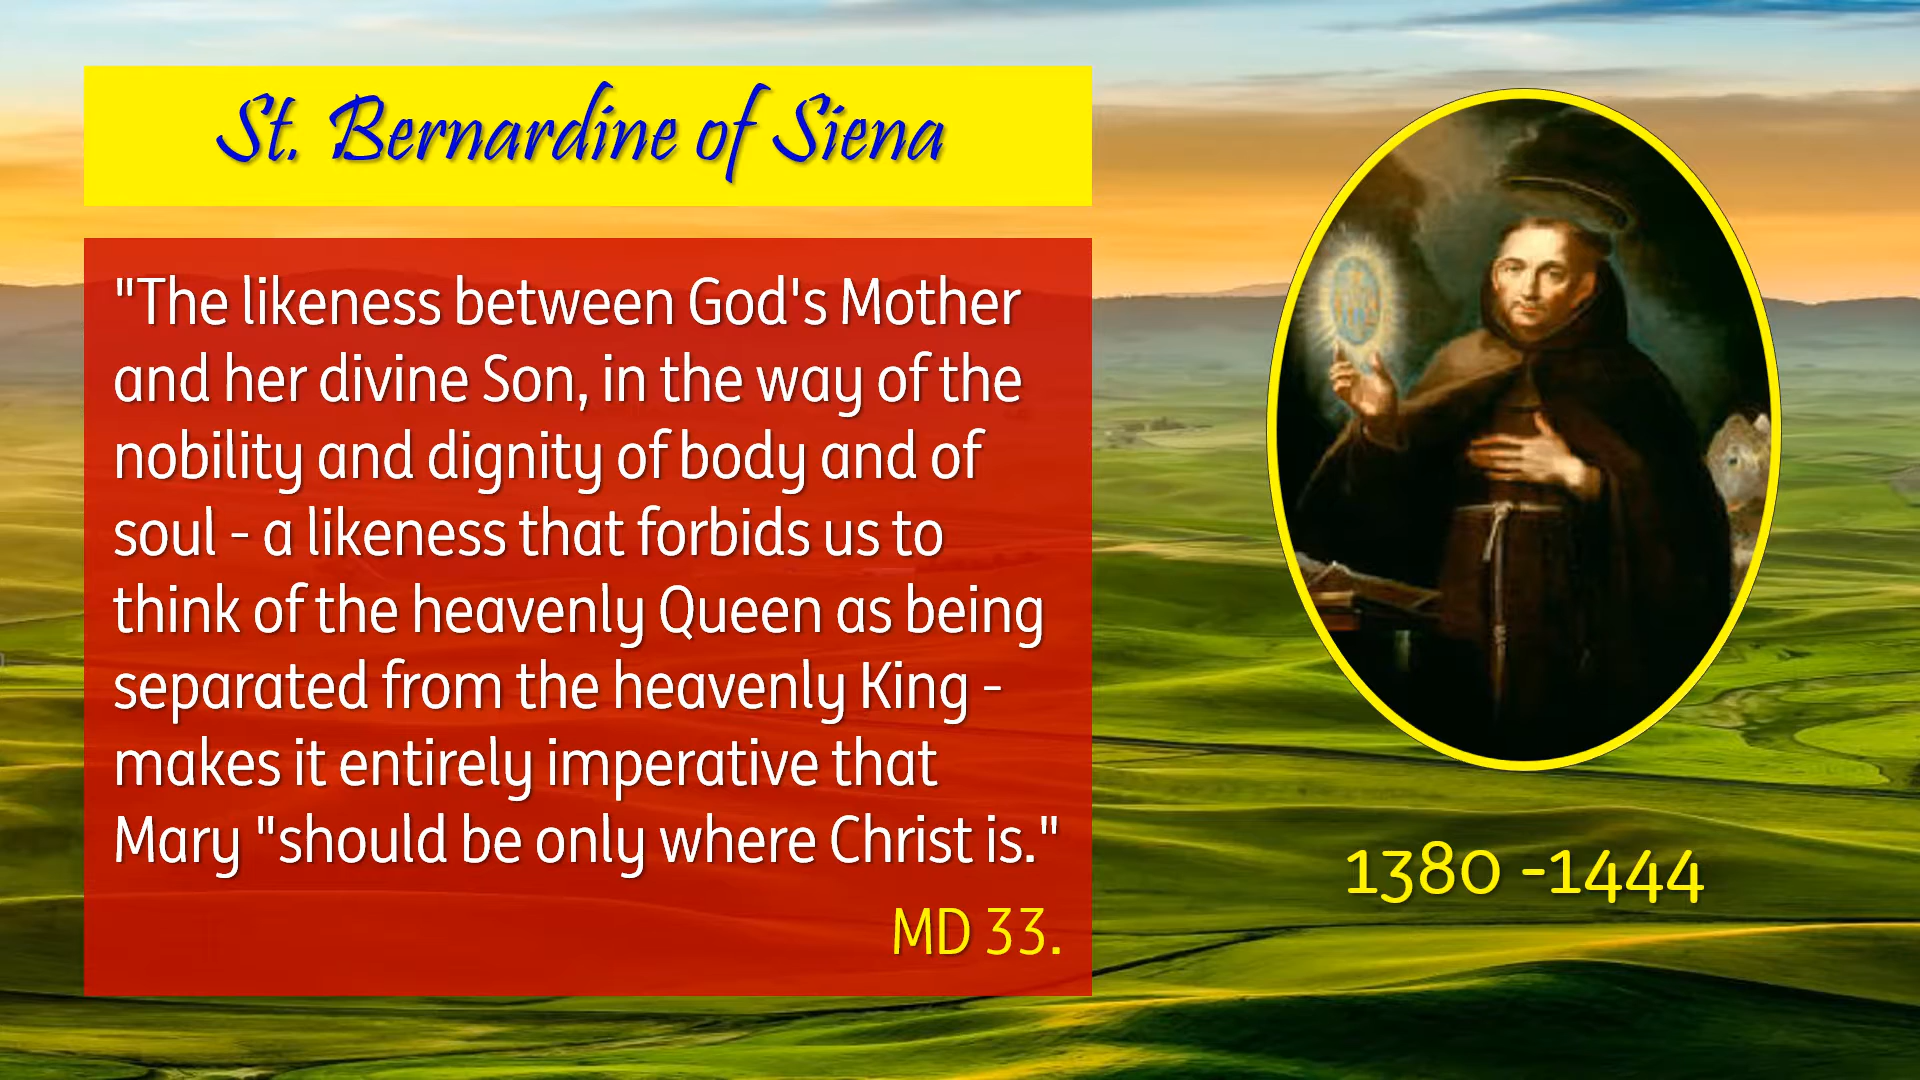 St. Bernardine of Siena
"The likeness between God's Mother
and her divine Son, in the way of the
nobility and dignity of body and of
soul - a likeness that forbids us to
think of the heavenly Queen as being
separated from the heavenly King -
makes it entirely imperative that
Mary "should be only where Christ is."
MD 33.
1380 -1444